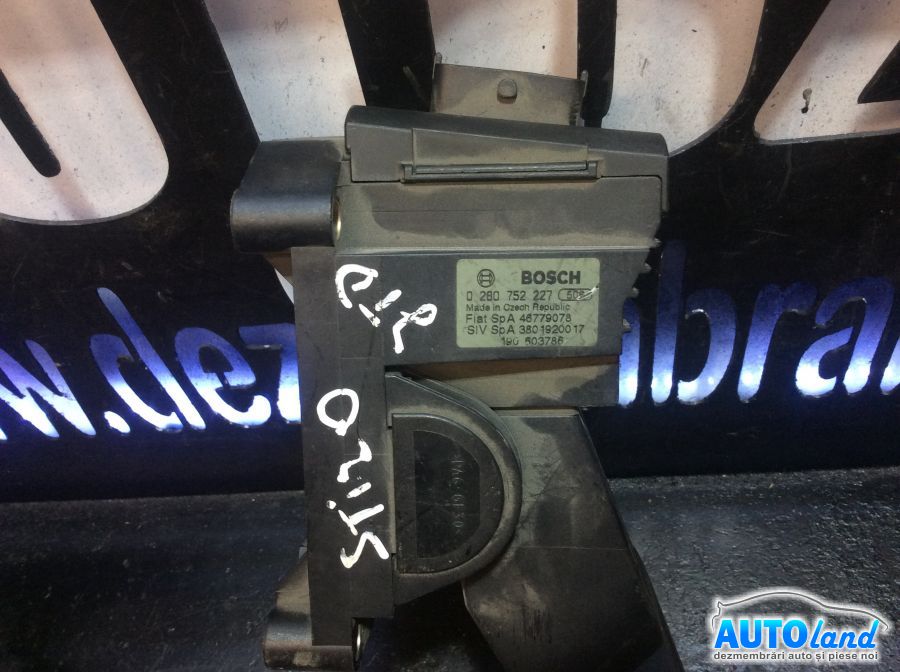 BOSCH
0 280 752 227
Made in Czech Republic
Fiat SpA 46779078
SIV SpA 3801920017
190 503786
STILO
www.dez
mbra
AUTOland
dezmembrări auto și piese noi